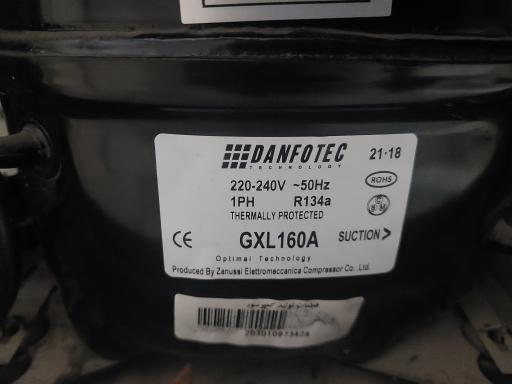 DANFOTEC
TECHNOLOGY
21·18
220-240V ~50Hz
1PH R134a
THERMALLY PROTECTED
ROHS
CE GXL160A SUCTION >
Optimal Technology
Produced By Zanussi Elettromeccanica Compressor Co .,Ltd.